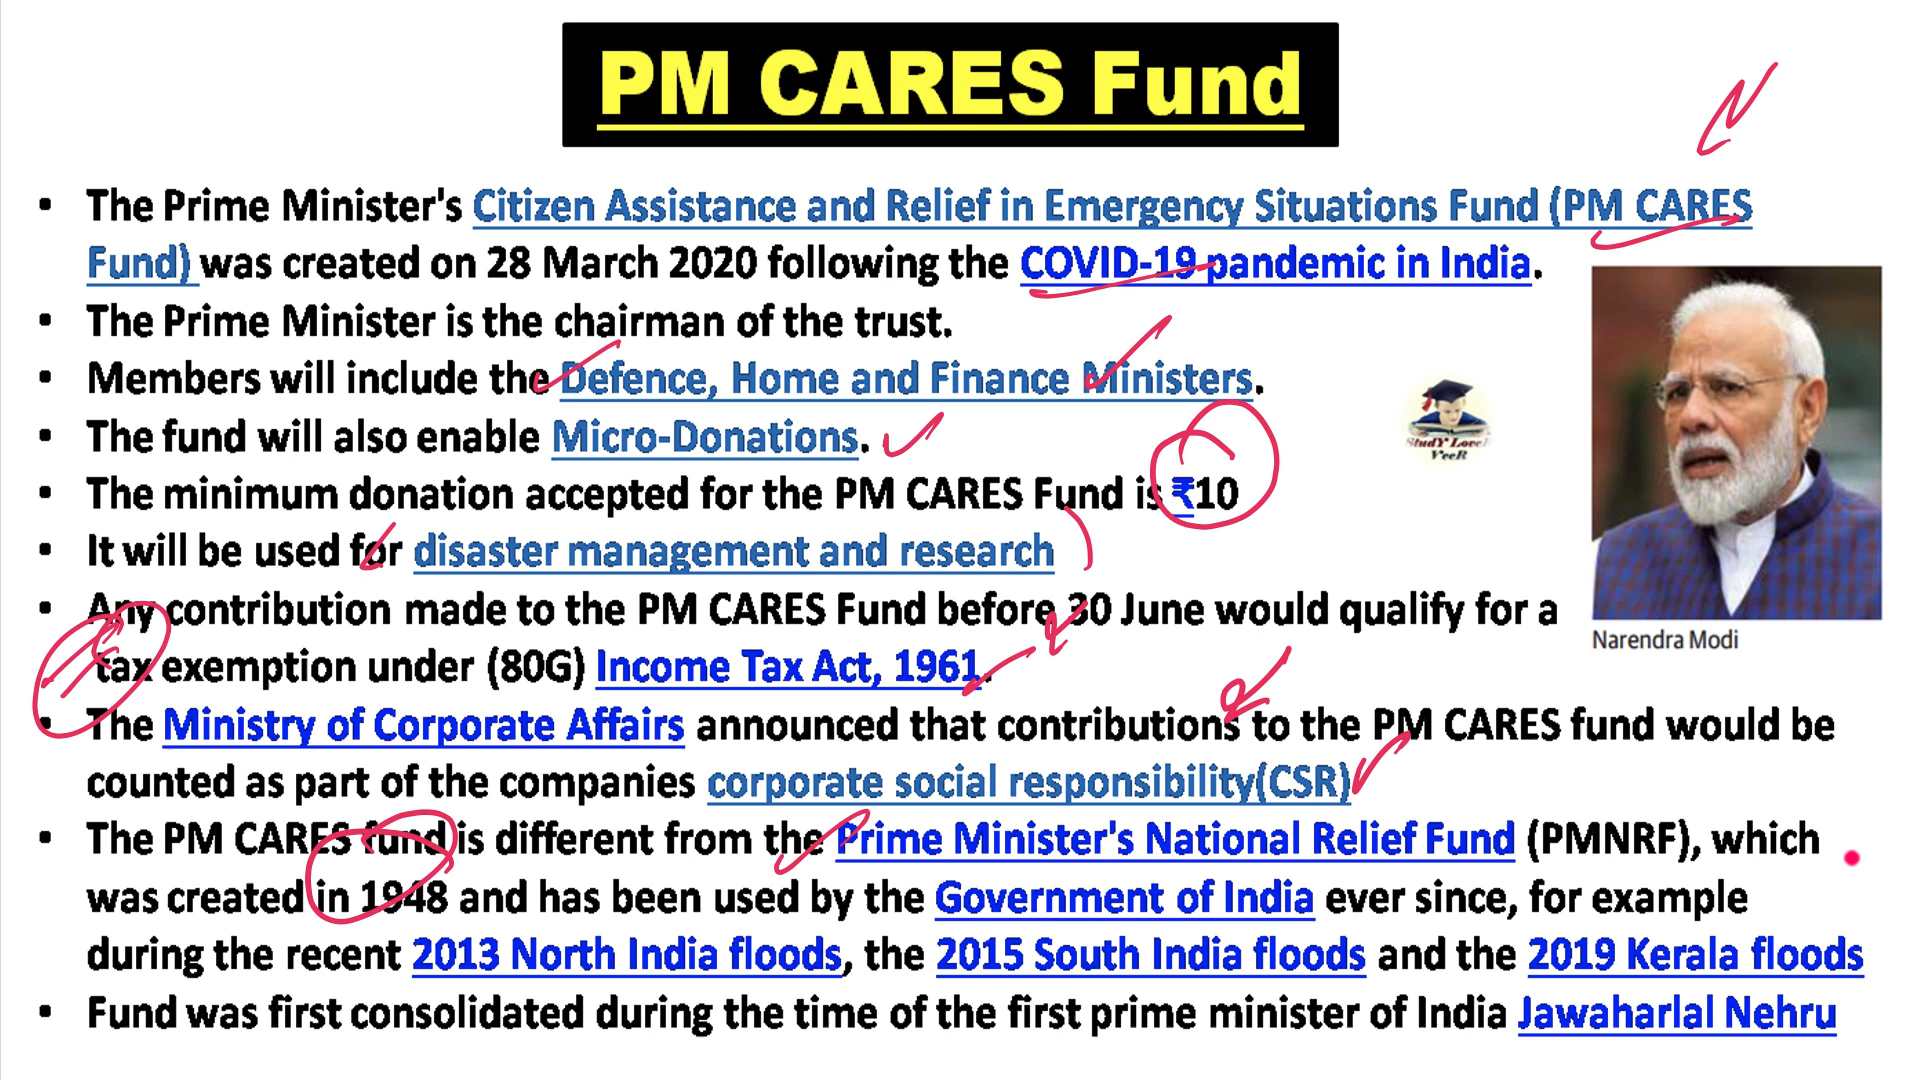 PM CARES Fund
• The Prime Minister's Citizen Assistance and Relief in Emergency Situations Fund (PM CARES
Fund) was created on 28 March 2020 following the COVID-19 pandemic in India.
• The Prime Minister is the chairman of the trust.
• Members will include the Defence, Home and Finance Ministers.
• The fund will also enable Micro-Donations.
• The minimum donation accepted for the PM CARES Fund is ₹10
• It will be used for disaster management and research
• Any contribution made to the PM CARES Fund before 30 June would qualify for a
tax exemption under (80G) Income Tax Act, 1961.
• The Ministry of Corporate Affairs announced that contributions to the PM CARES fund would be
counted as part of the companies corporate social responsibility(CSR)
• The PM CARES fund is different from the Prime Minister's National Relief Fund (PMNRF), which
was created in 1948 and has been used by the Government of India ever since, for example
during the recent 2013 North India floods, the 2015 South India floods and the 2019 Kerala floods
• Fund was first consolidated during the time of the first prime minister of India Jawaharlal Nehru
StudY LoveR
VeeR
Narendra Modi